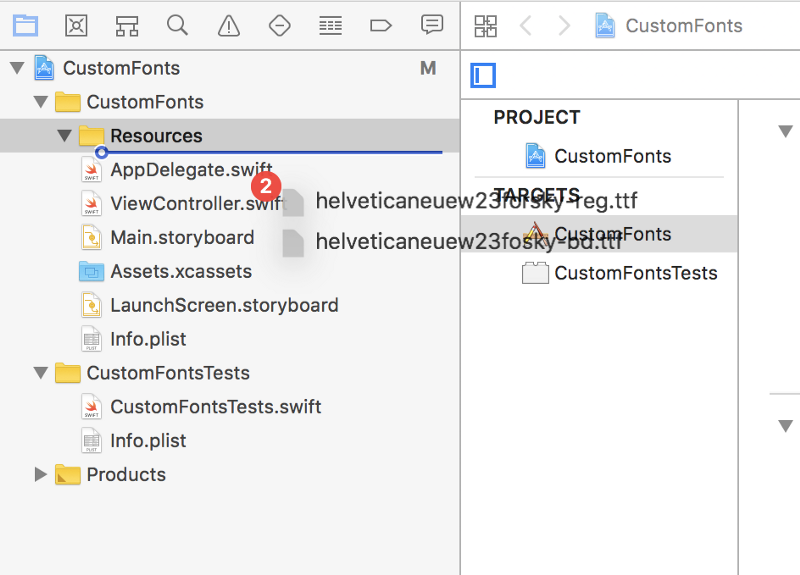 CustomFonts
M
CustomFonts
Resources
AppDelegate.swift
ViewController.swift
Main.storyboard
Assets.xcassets
LaunchScreen.storyboard
Info.plist
CustomFontsTests
CustomFontsTests.swift
Info.plist
Products
2
helveticaneuew23forsky-reg.ttf
helveticaneuew23fosky-bd.ttf
CustomFonts
PROJECT
CustomFonts
TARGETS
CustomFonts
CustomFontsTests